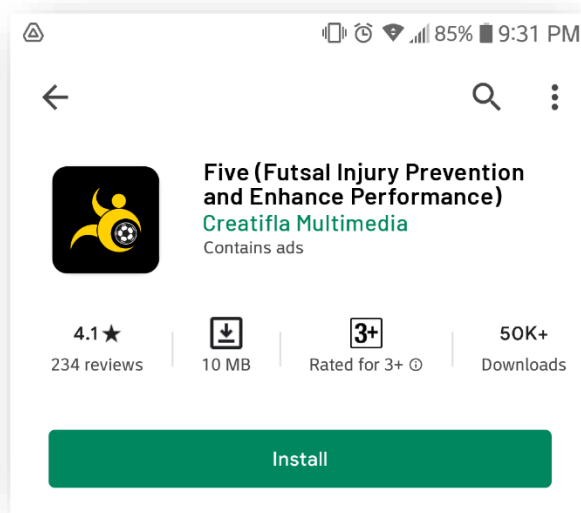 85% 9:31 PM
Five (Futsal Injury Prevention
and Enhance Performance)
Creatifla Multimedia
Contains ads
4.1★ 3+ 50K+
234 reviews 10 MB Rated for 3+ Downloads
Install